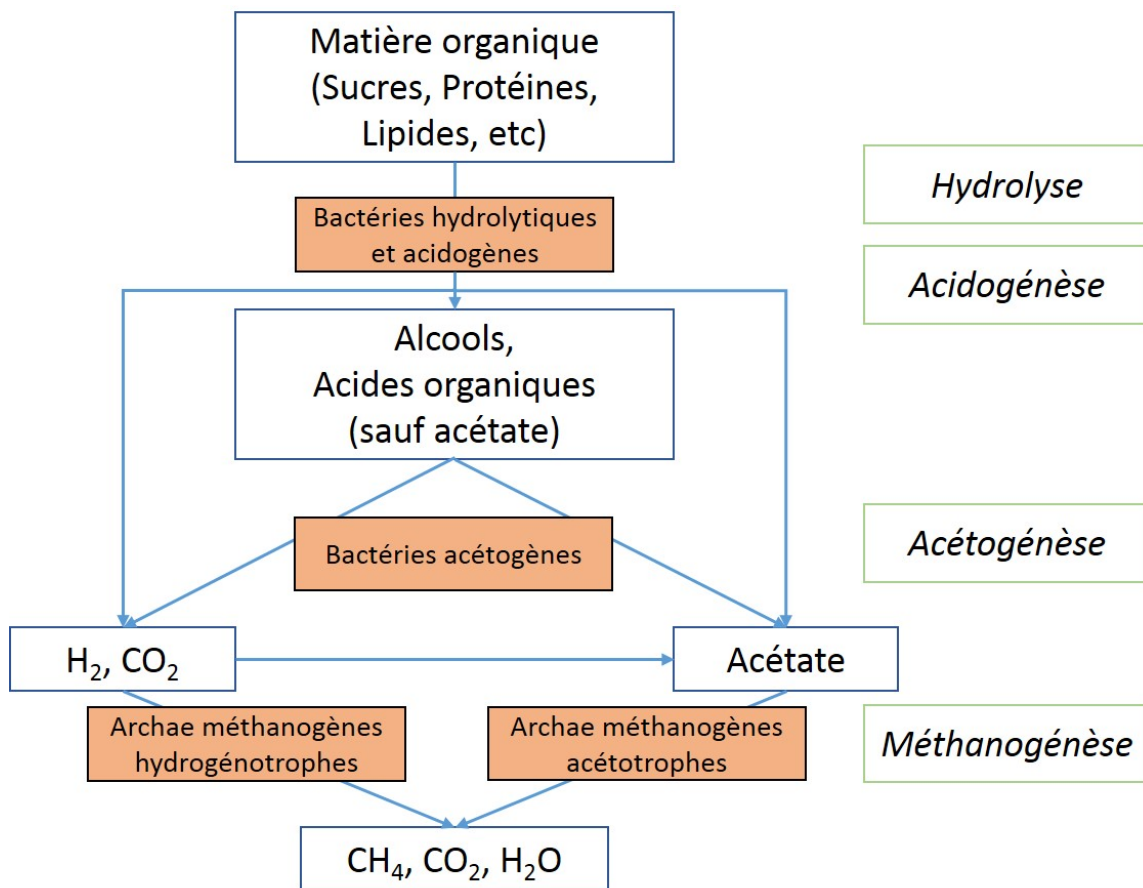 Matière organique
(Sucres, Protéines,
Lipides, etc)
Hydrolyse
Bactéries hydrolytiques
et acidogènes
Acidogénèse
Alcools,
Acides organiques
(sauf acétate)
Bactéries acétogènes
Acétogénèse
H₂, CO₂
Acétate
Archae méthanogènes
hydrogénotrophes
Archae méthanogènes
acétotrophes
Méthanogénèse
CH₄, CO₂, H₂O